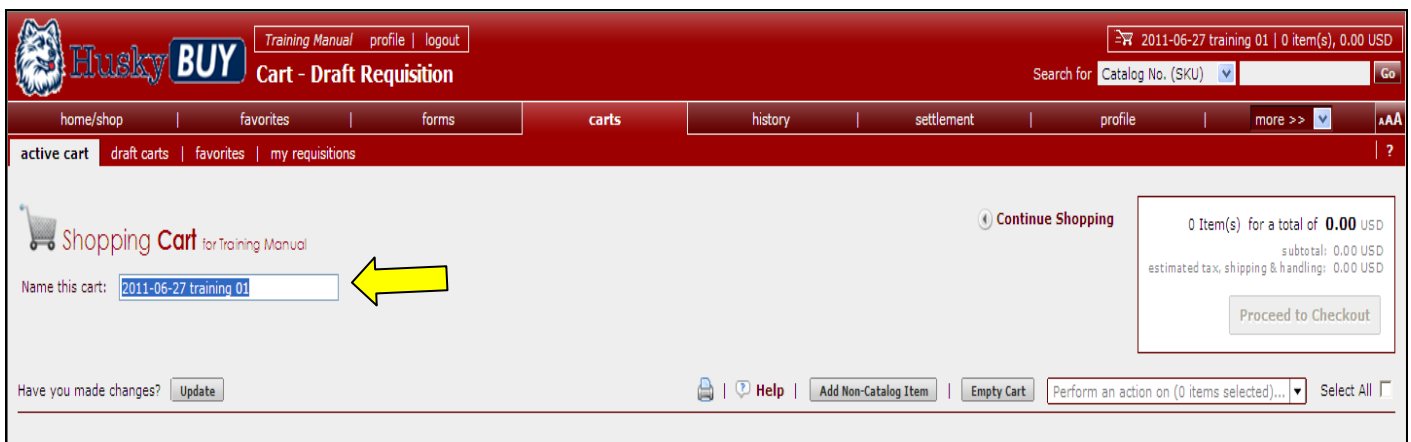 Husky BUY
Training Manual profile | logout
Cart - Draft Requisition
2011-06-27 training 01 | 0 item(s), 0.00 USD
Search for Catalog No. (SKU) Go
home/shop | favorites | forms carts history | settlement | profile | more >> AAA
active cart draft carts | favorites | my requisitions | ?
Shopping Cart for Training Manual
Name this cart: 2011-06-27 training 01
Continue Shopping
0 Item(s) for a total of 0.00 USD
subtotal: 0.00 USD
estimated tax, shipping & handling: 0.00 USD
Proceed to Checkout
Have you made changes? Update | Help | Add Non-Catalog Item | Empty Cart Perform an action on (0 items selected)... Select All